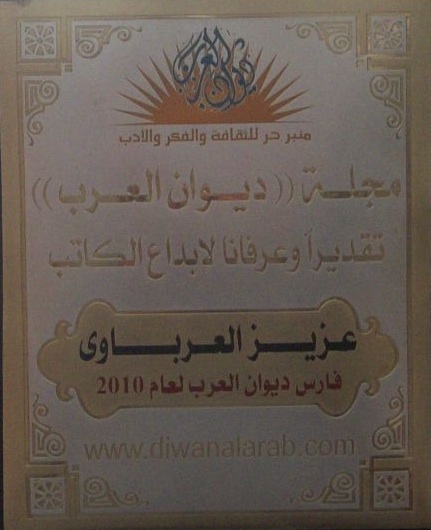 ديوان العرب
منبر حر للثقافة والفكر والادب
مجلة ((ديوان العرب))
تقديراً وعرفانا لابداع الكاتب
عزيز العرباوى
فارس ديوان العرب لعام 2010
www.diwanalarab.com